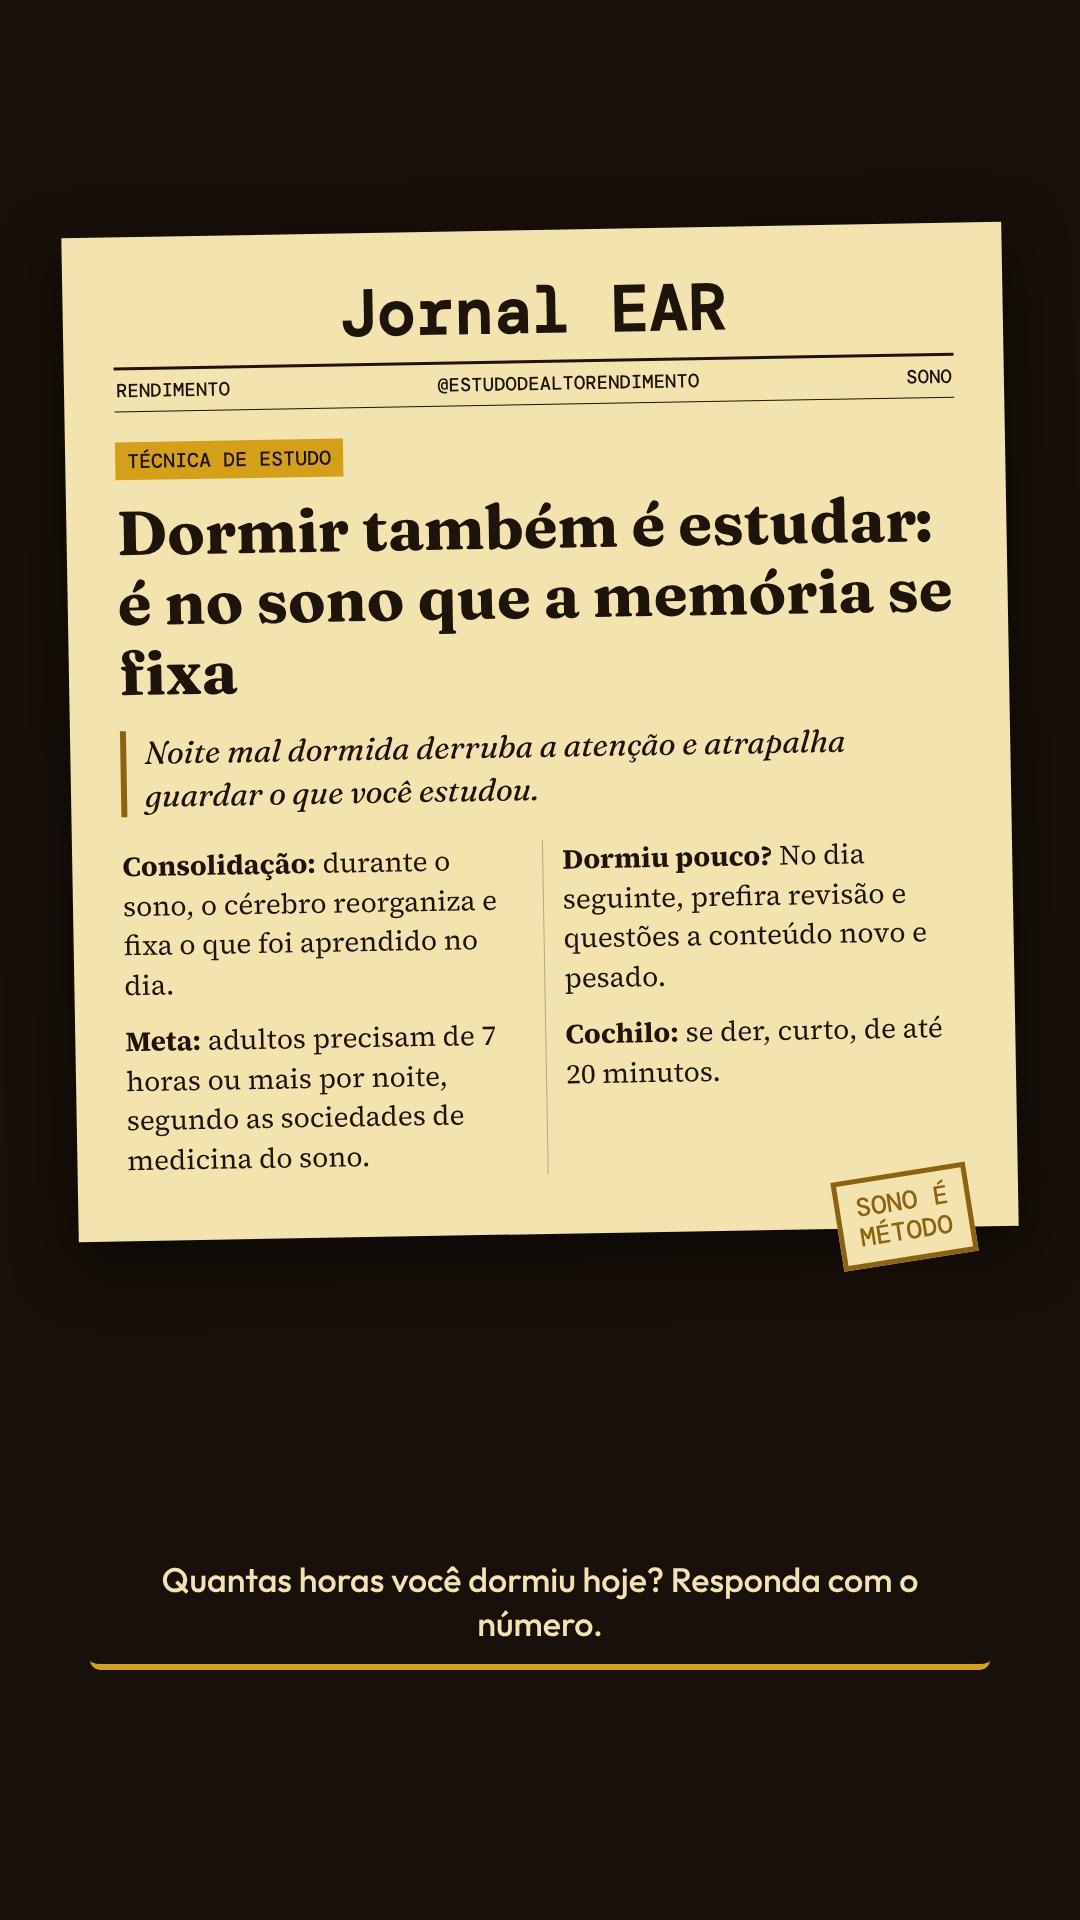 Jornal EAR
RENDIMENTO @ESTUDODEALTORENDIMENTO SONO
TÉCNICA DE ESTUDO
Dormir também é estudar:
é no sono que a memória se
fixa
Noite mal dormida derruba a atenção e atrapalha
guardar o que você estudou.
Consolidação: durante o
sono, o cérebro reorganiza e
fixa o que foi aprendido no
dia.
Meta: adultos precisam de 7
horas ou mais por noite,
segundo as sociedades de
medicina do sono.
Dormiu pouco? No dia
seguinte, prefira revisão e
questões a conteúdo novo e
pesado.
Cochilo: se der, curto, de até
20 minutos.
SONO É
MÉTODO
Quantas horas você dormiu hoje? Responda com o
número.